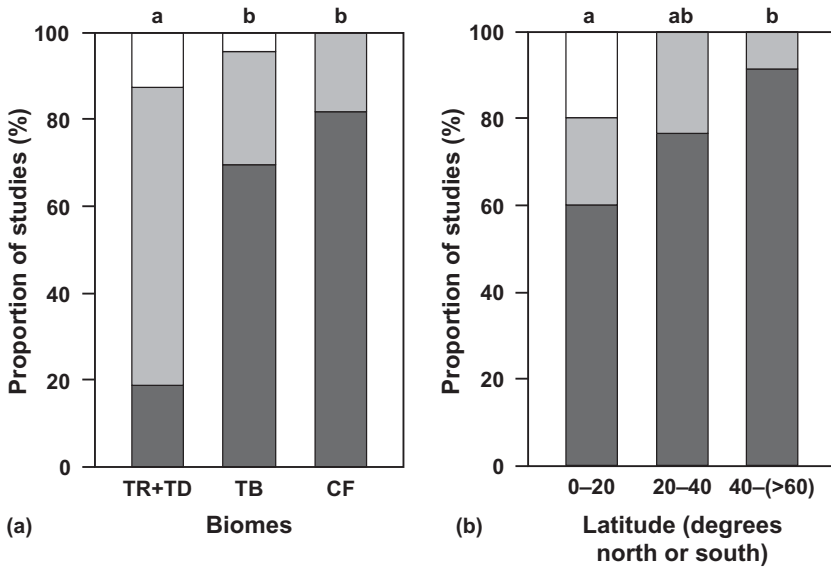 a b b
100
80
60
40
20
0
Proportion of studies (%)
TR+TD TB CF
(a) Biomes
a ab b
100
80
60
40
20
0
Proportion of studies (%)
0–20 20–40 40–(>60)
(b) Latitude (degrees
north or south)